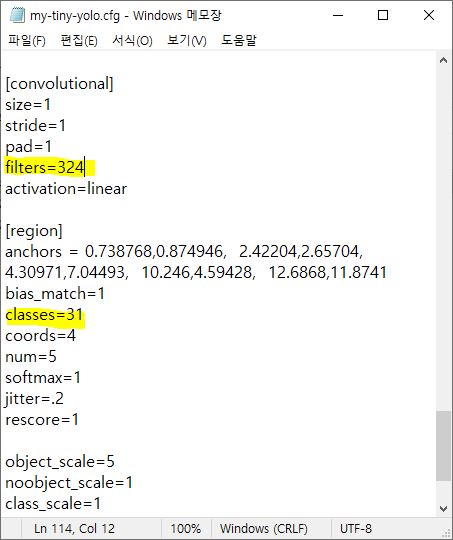 my-tiny-yolo.cfg - Windows 메모장
파일(F) 편집(E) 서식(O) 보기(V) 도움말
[convolutional]
size=1
stride=1
pad=1
filters=324
activation=linear
[region]
anchors = 0.738768,0.874946, 2.42204,2.65704,
4.30971,7.04493, 10.246,4.59428, 12.6868,11.8741
bias_match=1
classes=31
coords=4
num=5
softmax=1
jitter=.2
rescore=1
object_scale=5
noobject_scale=1
class_scale=1
Ln 114, Col 12 100% Windows (CRLF) UTF-8